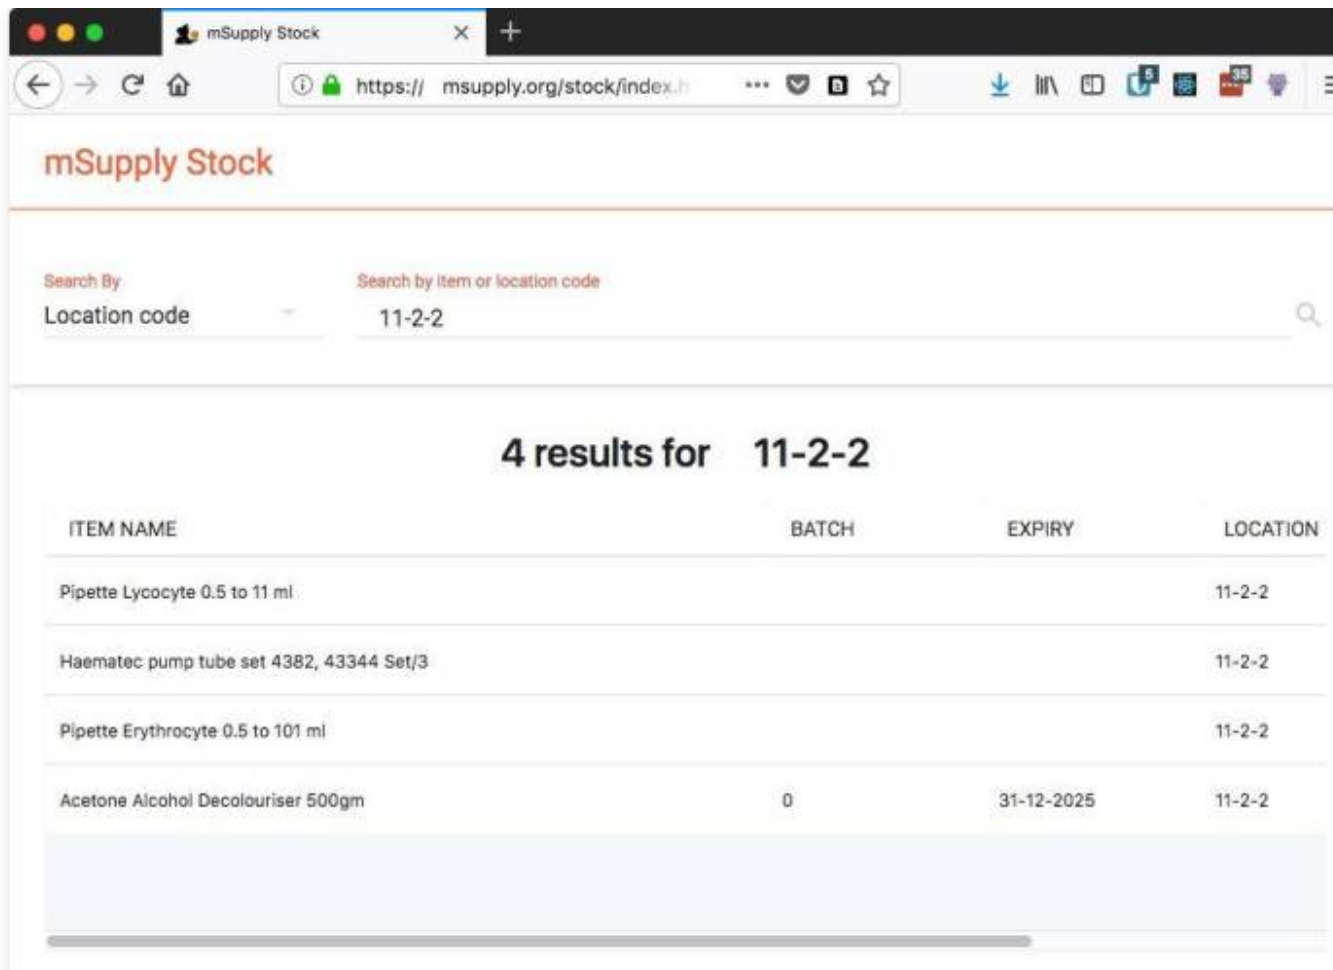 mSupply Stock
https:// msupply.org/stock/index.h
5
35
mSupply Stock
Search By
Search by item or location code
Location code
11-2-2
4 results for 11-2-2
ITEM NAME BATCH EXPIRY LOCATION
Pipette Lycocyte 0.5 to 11 ml 11-2-2
Haematec pump tube set 4382, 43344 Set/3 11-2-2
Pipette Erythrocyte 0.5 to 101 ml 11-2-2
Acetone Alcohol Decolouriser 500gm 0 31-12-2025 11-2-2